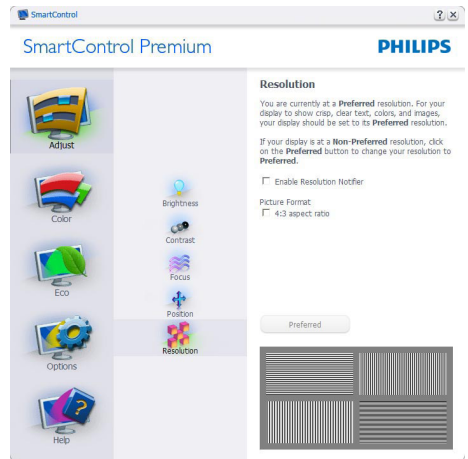 SmartControl
? ×
SmartControl Premium
PHILIPS
Adjust
Color
Eco
Options
Help
Brightness
Contrast
Focus
Position
Resolution
Resolution
You are currently at a Preferred resolution. For your
display to show crisp, clear text, colors, and images,
your display should be set to its Preferred resolution.
If your display is at a Non-Preferred resolution, click
on the Preferred button to change your resolution to
Preferred.
Enable Resolution Notifier
Picture Format
4:3 aspect ratio
Preferred